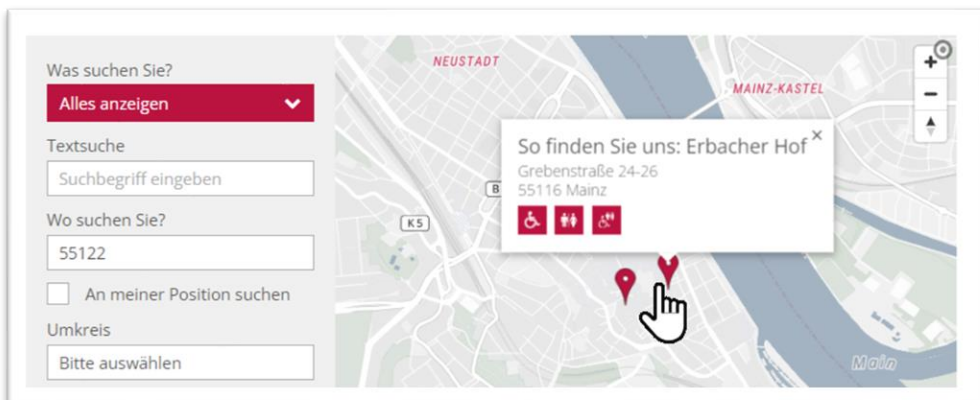 Was suchen Sie?
Alles anzeigen
Textsuche
Suchbegriff eingeben
Wo suchen Sie?
55122
An meiner Position suchen
Umkreis
Bitte auswählen
NEUSTADT
MAINZ-KASTEL
So finden Sie uns: Erbacher Hof ×
Grebenstraße 24-26
55116 Mainz
B
K 5
Main
+
−